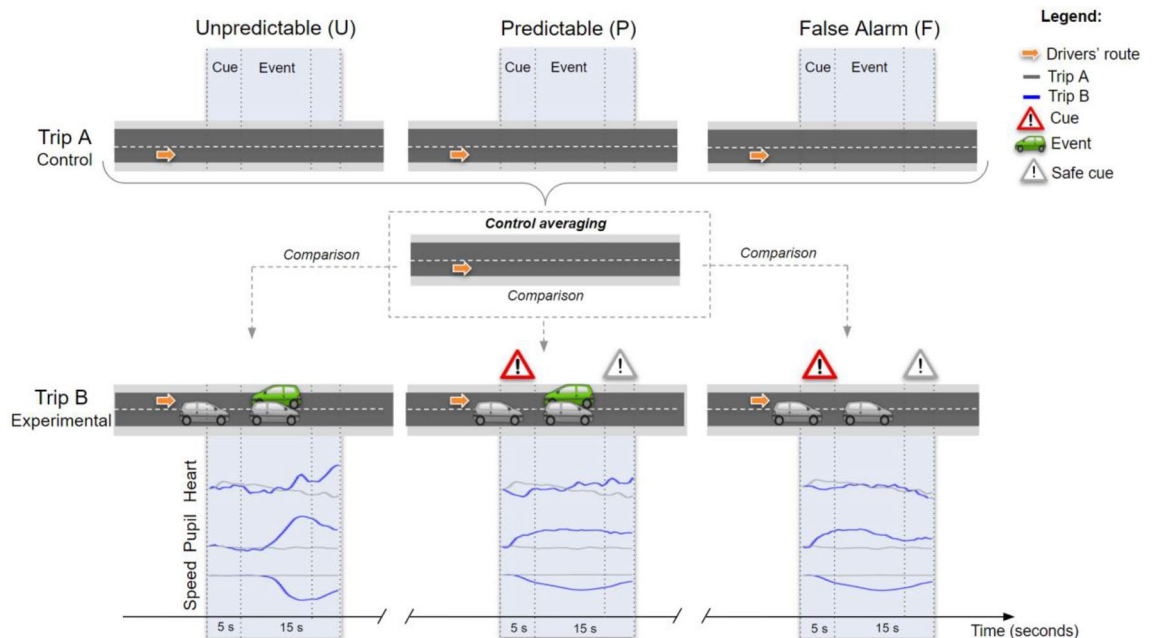 Unpredictable (U)
Predictable (P)
False Alarm (F)
Legend:
Cue Event
Cue Event
Cue Event
Drivers' route
Trip A
Trip B
Cue
Event
Safe cue
Trip A
Control
Control averaging
Comparison
Comparison
Comparison
Trip B
Experimental
Heart
Pupil
Speed
5 s 15 s
5 s 15 s
5 s 15 s
Time (seconds)